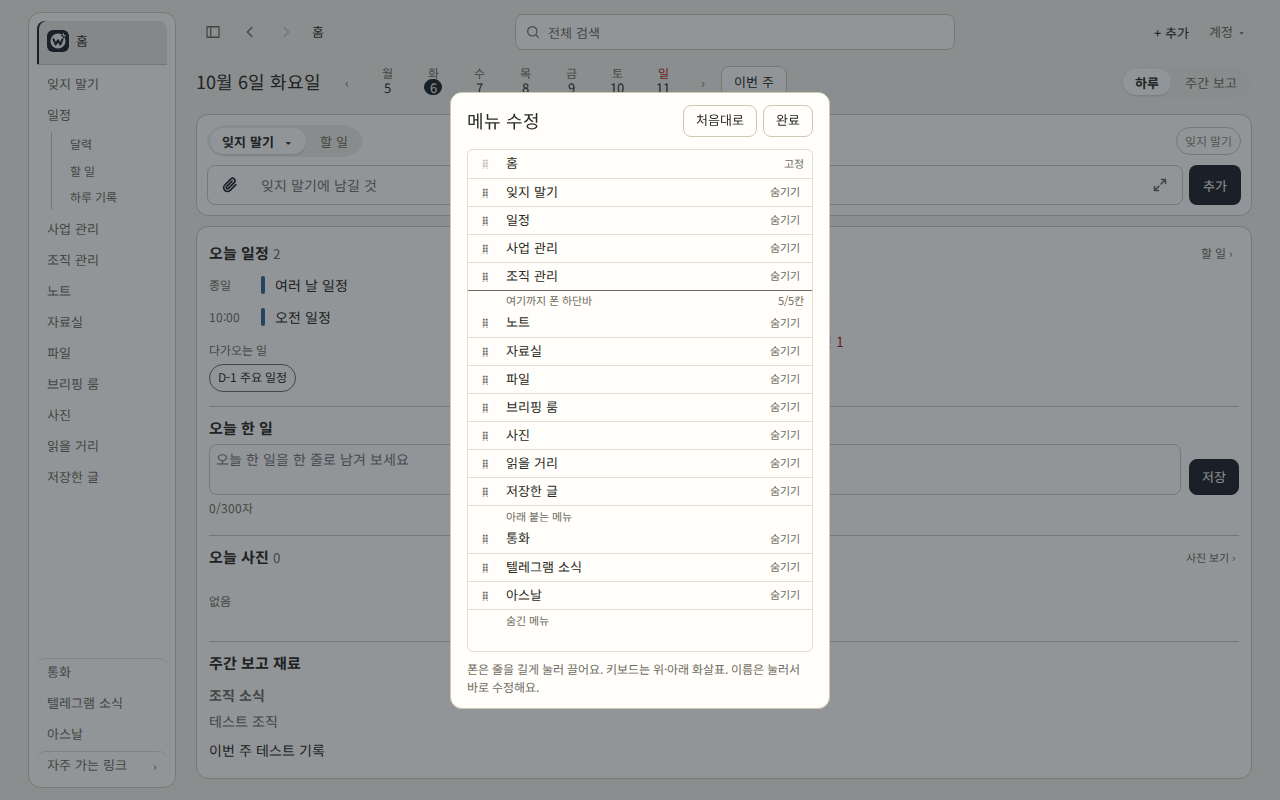 홈
잊지 말기
일정
달력
할 일
하루 기록
사업 관리
조직 관리
노트
자료실
파일
브리핑 룸
사진
읽을 거리
저장한 글
통화
텔레그램 소식
아스날
자주 가는 링크 ›
홈
전체 검색
+ 추가
계정
10월 6일 화요일
월 화 수 목 금 토 일
5 6 7 8 9 10 11
이번 주
하루 주간 보고
잊지 말기 할 일
잊지 말기
잊지 말기에 남길 것
추가
오늘 일정 2
할 일 ›
종일 여러 날 일정
10:00 오전 일정
1
다가오는 일
D-1 주요 일정
오늘 한 일
오늘 한 일을 한 줄로 남겨 보세요
저장
0/300자
오늘 사진 0
사진 보기 ›
없음
주간 보고 재료
조직 소식
테스트 조직
이번 주 테스트 기록
메뉴 수정
처음대로
완료
홈 고정
잊지 말기 숨기기
일정 숨기기
사업 관리 숨기기
조직 관리 숨기기
여기까지 폰 하단바 5/5칸
노트 숨기기
자료실 숨기기
파일 숨기기
브리핑 룸 숨기기
사진 숨기기
읽을 거리 숨기기
저장한 글 숨기기
아래 붙는 메뉴
통화 숨기기
텔레그램 소식 숨기기
아스날 숨기기
숨긴 메뉴
폰은 줄을 길게 눌러 끌어요. 키보드는 위·아래 화살표. 이름은 눌러서
바로 수정해요.